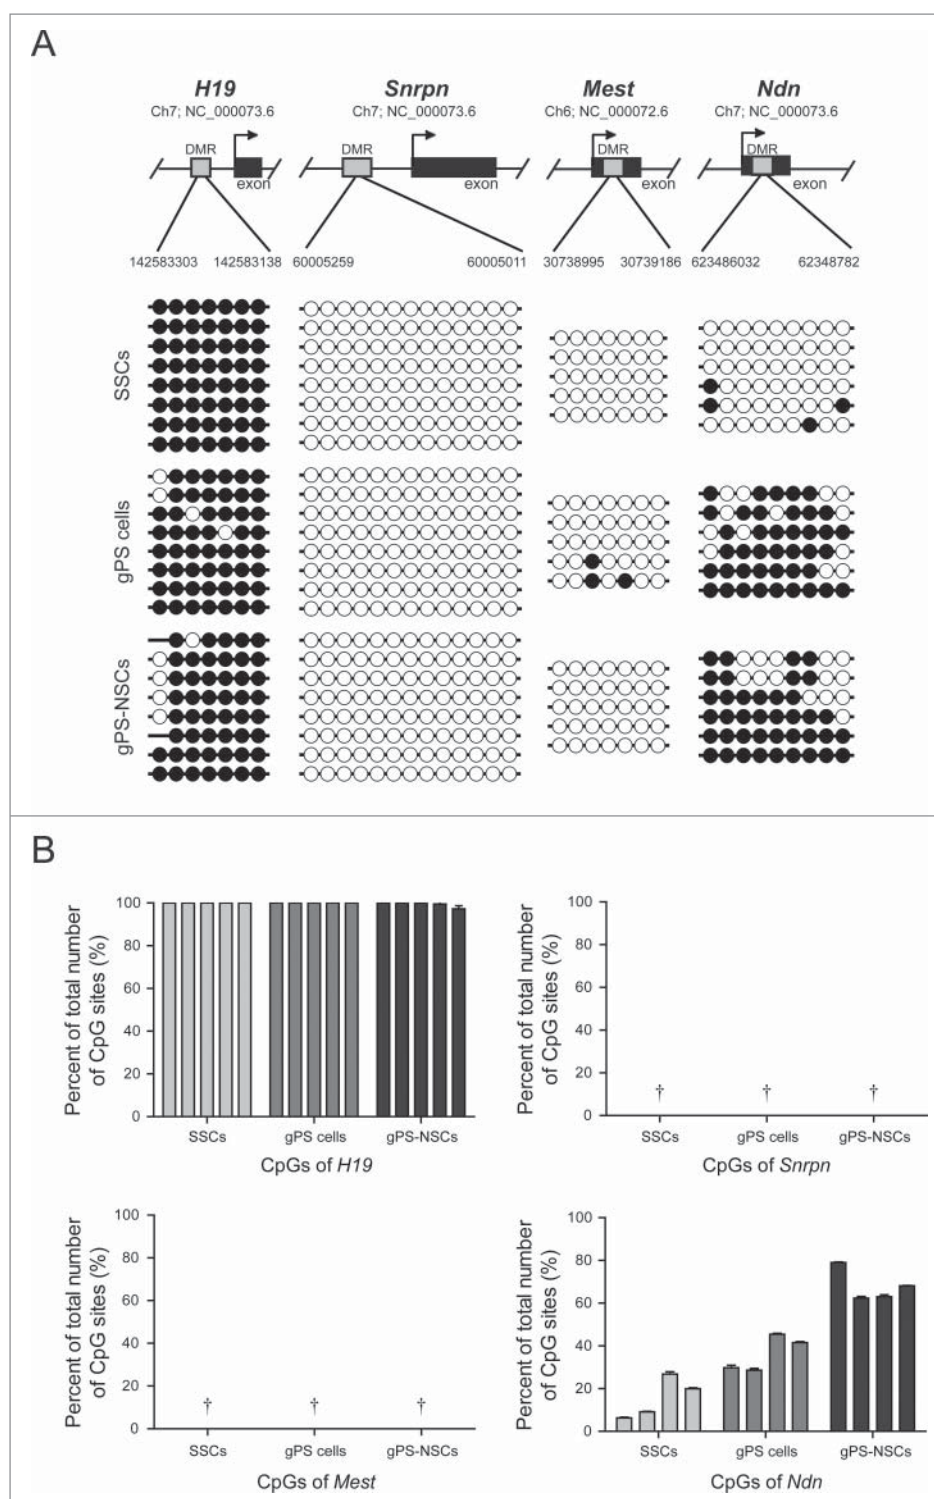 A
H19 Snrpn Mest Ndn
Ch7; NC_000073.6 Ch7; NC_000073.6 Ch6; NC_000072.6 Ch7; NC_000073.6
DMR DMR DMR DMR
exon exon exon exon
142583303 142583138 60005259 60005011 30738995 30739186 623486032 62348782
SSCs
gPS cells
gPS-NSCs
B
Percent of total number
of CpG sites (%)
100
80
60
40
20
0
SSCs gPS cells gPS-NSCs
CpGs of H19
Percent of total number
of CpG sites (%)
100
80
60
40
20
0
† † †
SSCs gPS cells gPS-NSCs
CpGs of Snrpn
Percent of total number
of CpG sites (%)
100
80
60
40
20
0
† † †
SSCs gPS cells gPS-NSCs
CpGs of Mest
Percent of total number
of CpG sites (%)
100
80
60
40
20
0
SSCs gPS cells gPS-NSCs
CpGs of Ndn